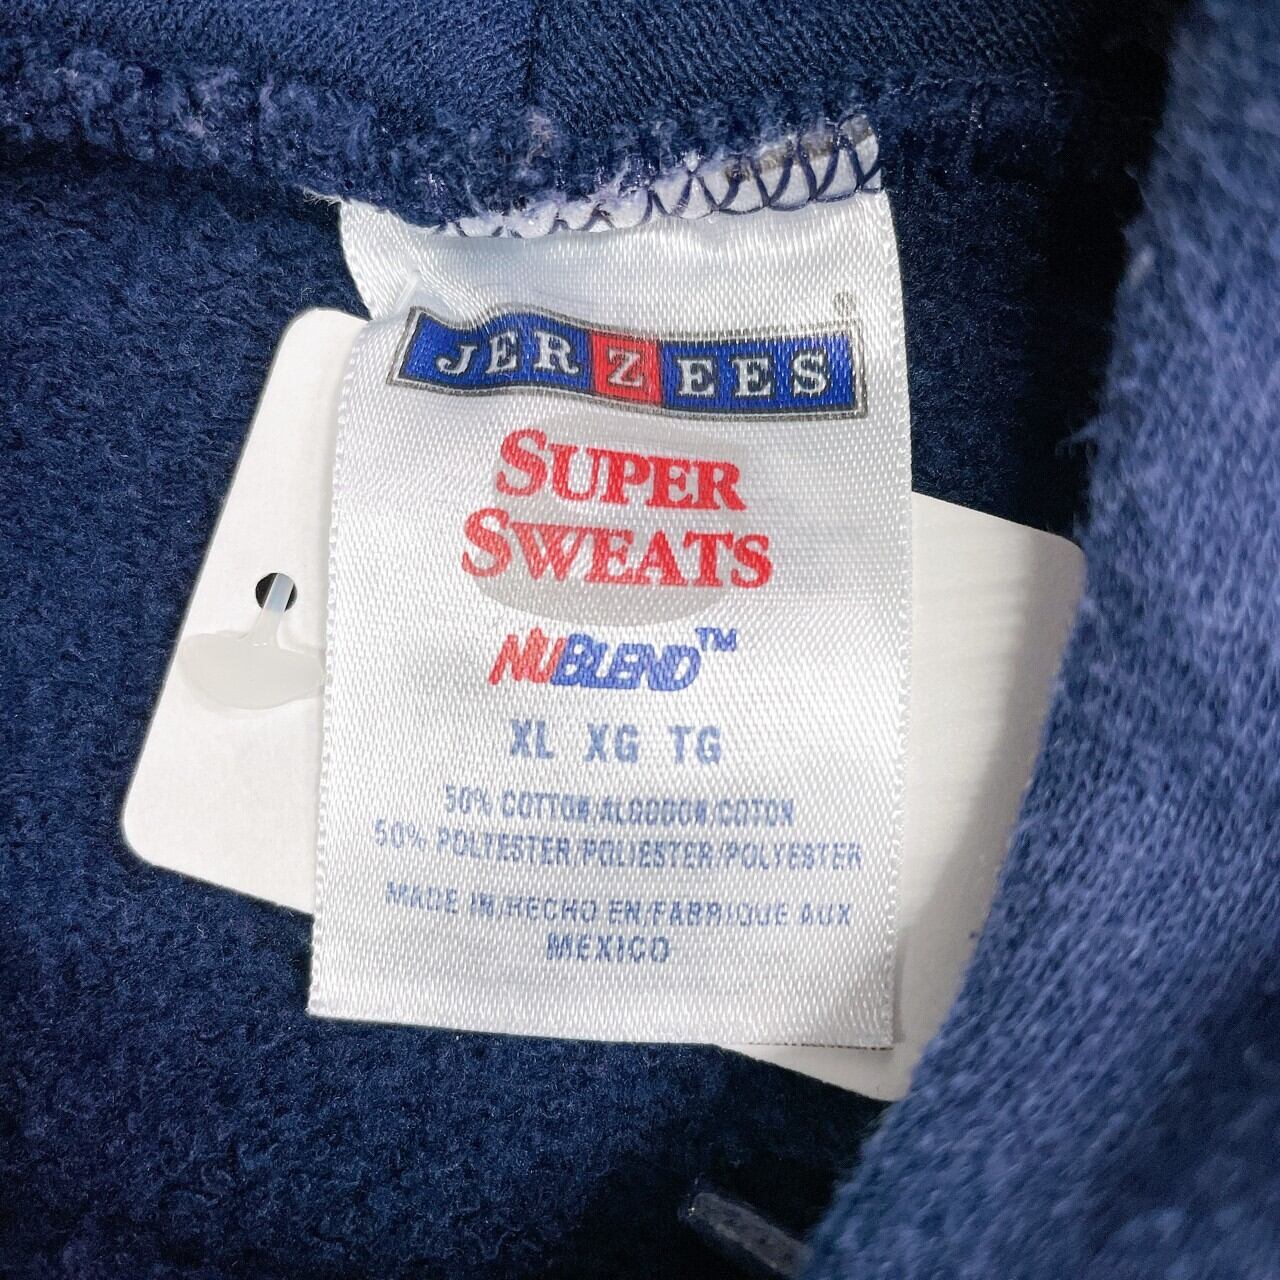 JERZEES ®
SUPER
SWEATS
NUBLEND™
XL XG TG
50% COTTON/ALGODON/COTON
50% POLYESTER/POLIESTER/POLYESTER
MADE IN/HECHO EN/FABRIQUE AUX
MEXICO